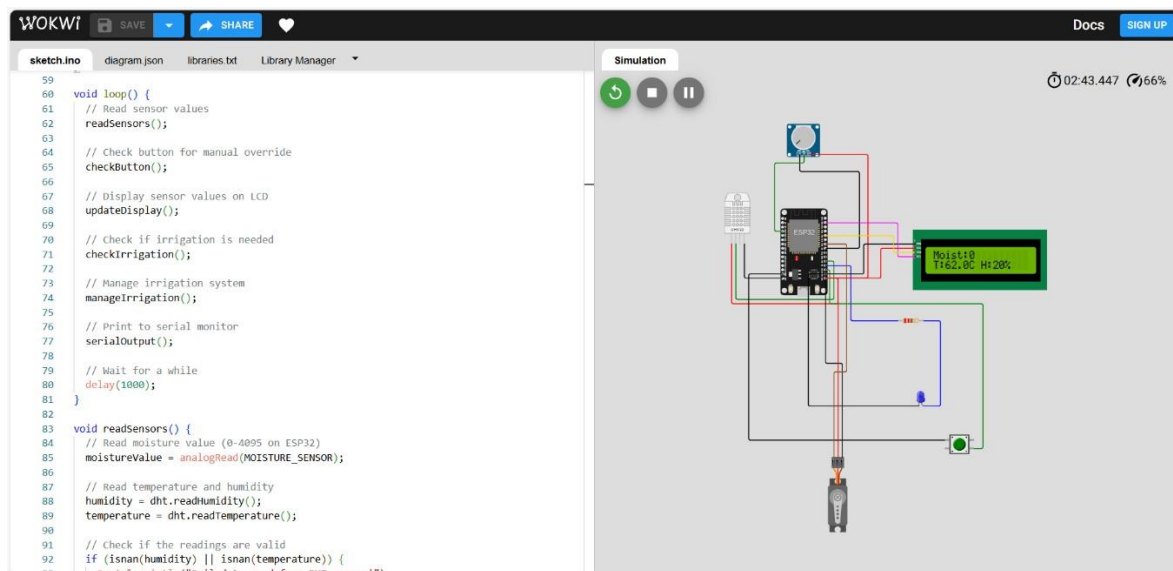 WOKWi
SAVE
SHARE
Docs
SIGN UP
sketch.ino
diagram.json
libraries.txt
Library Manager
59
60 void loop() {
61 // Read sensor values
62 readSensors();
63
64 // Check button for manual override
65 checkButton();
66
67 // Display sensor values on LCD
68 updateDisplay();
69
70 // Check if irrigation is needed
71 checkIrrigation();
72
73 // Manage irrigation system
74 manageIrrigation();
75
76 // Print to serial monitor
77 serialOutput();
78
79 // Wait for a while
80 delay(1000);
81 }
82
83 void readSensors() {
84 // Read moisture value (0-4095 on ESP32)
85 moistureValue = analogRead(MOISTURE_SENSOR);
86
87 // Read temperature and humidity
88 humidity = dht.readHumidity();
89 temperature = dht.readTemperature();
90
91 // Check if the readings are valid
92 if (isnan(humidity) || isnan(temperature)) {
Simulation
02:43.447
66%
ESP32
Moist:0
T:62.0C H:20%